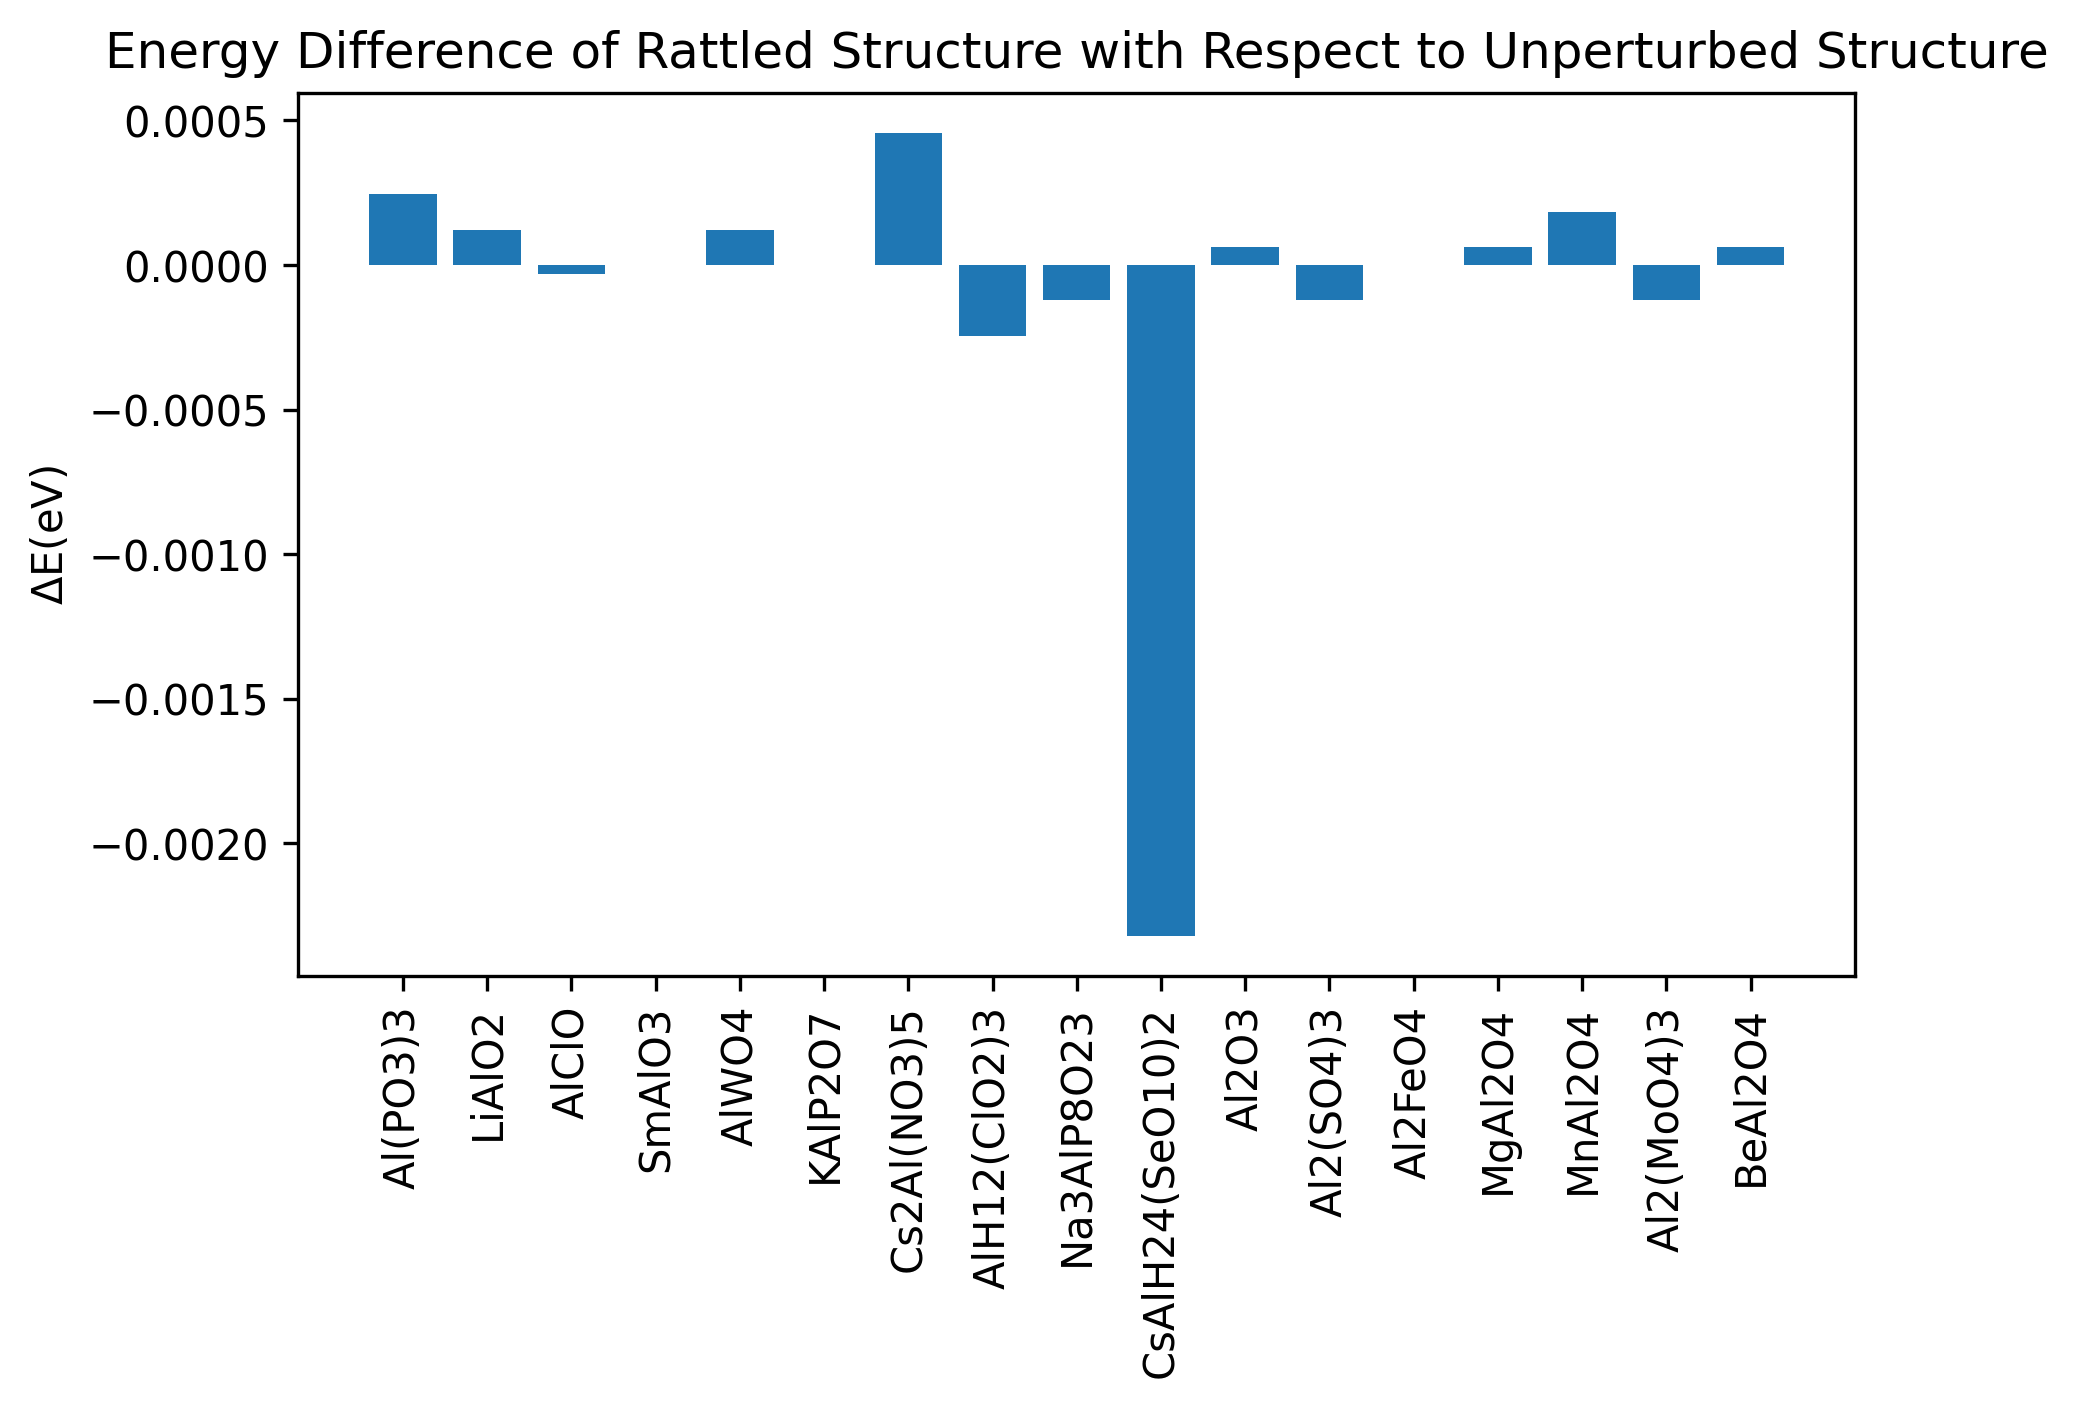 Energy Difference of Rattled Structure with Respect to Unperturbed Structure
0.0005
0.0000
−0.0005
−0.0010
−0.0015
−0.0020
ΔE(eV)
Al(PO3)3
LiAlO2
AlClO
SmAlO3
AlWO4
KAlP2O7
Cs2Al(NO3)5
AlH12(ClO2)3
Na3AlP8O23
CsAlH24(SeO10)2
Al2O3
Al2(SO4)3
Al2FeO4
MgAl2O4
MnAl2O4
Al2(MoO4)3
BeAl2O4